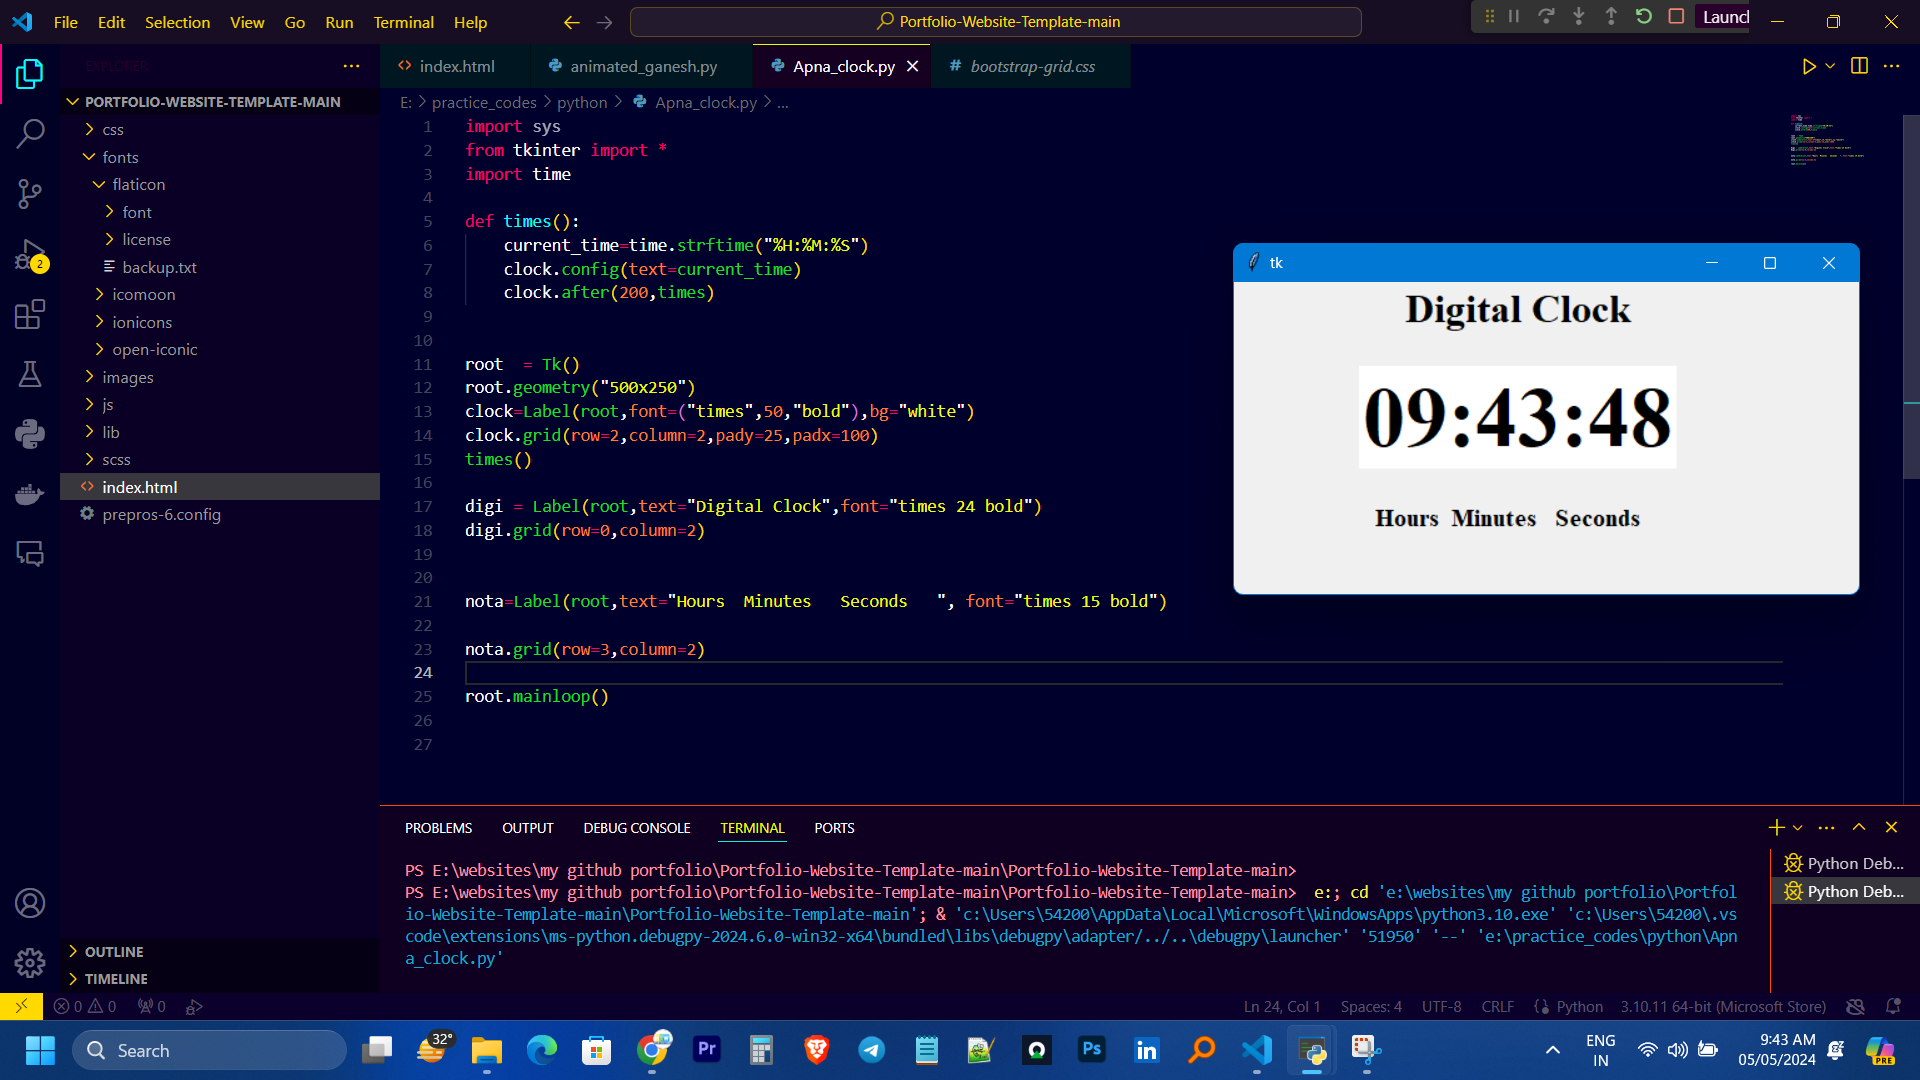 File Edit Selection View Go Run Terminal Help
Portfolio-Website-Template-main
Launch
EXPLORER
index.html
animated_ganesh.py
Apna_clock.py
# bootstrap-grid.css
PORTFOLIO-WEBSITE-TEMPLATE-MAIN
css
fonts
flaticon
font
license
backup.txt
icomoon
ionicons
open-iconic
images
js
lib
scss
index.html
prepros-6.config
OUTLINE
TIMELINE
2
E: > practice_codes > python > Apna_clock.py > ...
1 import sys
2 from tkinter import *
3 import time
4
5 def times():
6 current_time=time.strftime("%H:%M:%S")
7 clock.config(text=current_time)
8 clock.after(200,times)
9
10
11 root  = Tk()
12 root.geometry("500x250")
13 clock=Label(root,font=("times",50,"bold"),bg="white")
14 clock.grid(row=2,column=2,pady=25,padx=100)
15 times()
16
17 digi = Label(root,text="Digital Clock",font="times 24 bold")
18 digi.grid(row=0,column=2)
19
20
21 nota=Label(root,text="Hours  Minutes   Seconds   ", font="times 15 bold")
22
23 nota.grid(row=3,column=2)
24
25 root.mainloop()
26
27
tk
Digital Clock
09:43:48
Hours Minutes Seconds
PROBLEMS OUTPUT DEBUG CONSOLE TERMINAL PORTS
PS E:\websites\my github portfolio\Portfolio-Website-Template-main\Portfolio-Website-Template-main>
PS E:\websites\my github portfolio\Portfolio-Website-Template-main\Portfolio-Website-Template-main>  e:; cd 'e:\websites\my github portfolio\Portfol
io-Website-Template-main\Portfolio-Website-Template-main'; & 'c:\Users\54200\AppData\Local\Microsoft\WindowsApps\python3.10.exe' 'c:\Users\54200\.vs
code\extensions\ms-python.debugpy-2024.6.0-win32-x64\bundled\libs\debugpy\adapter/../..\debugpy\launcher' '51950' '--' 'e:\practice_codes\python\Apn
a_clock.py'
Python Deb...
Python Deb...
0 0 0
Ln 24, Col 1 Spaces: 4 UTF-8 CRLF Python 3.10.11 64-bit (Microsoft Store)
Search
32°
Pr
Ps
in
ENG
IN
9:43 AM
05/05/2024
PRE